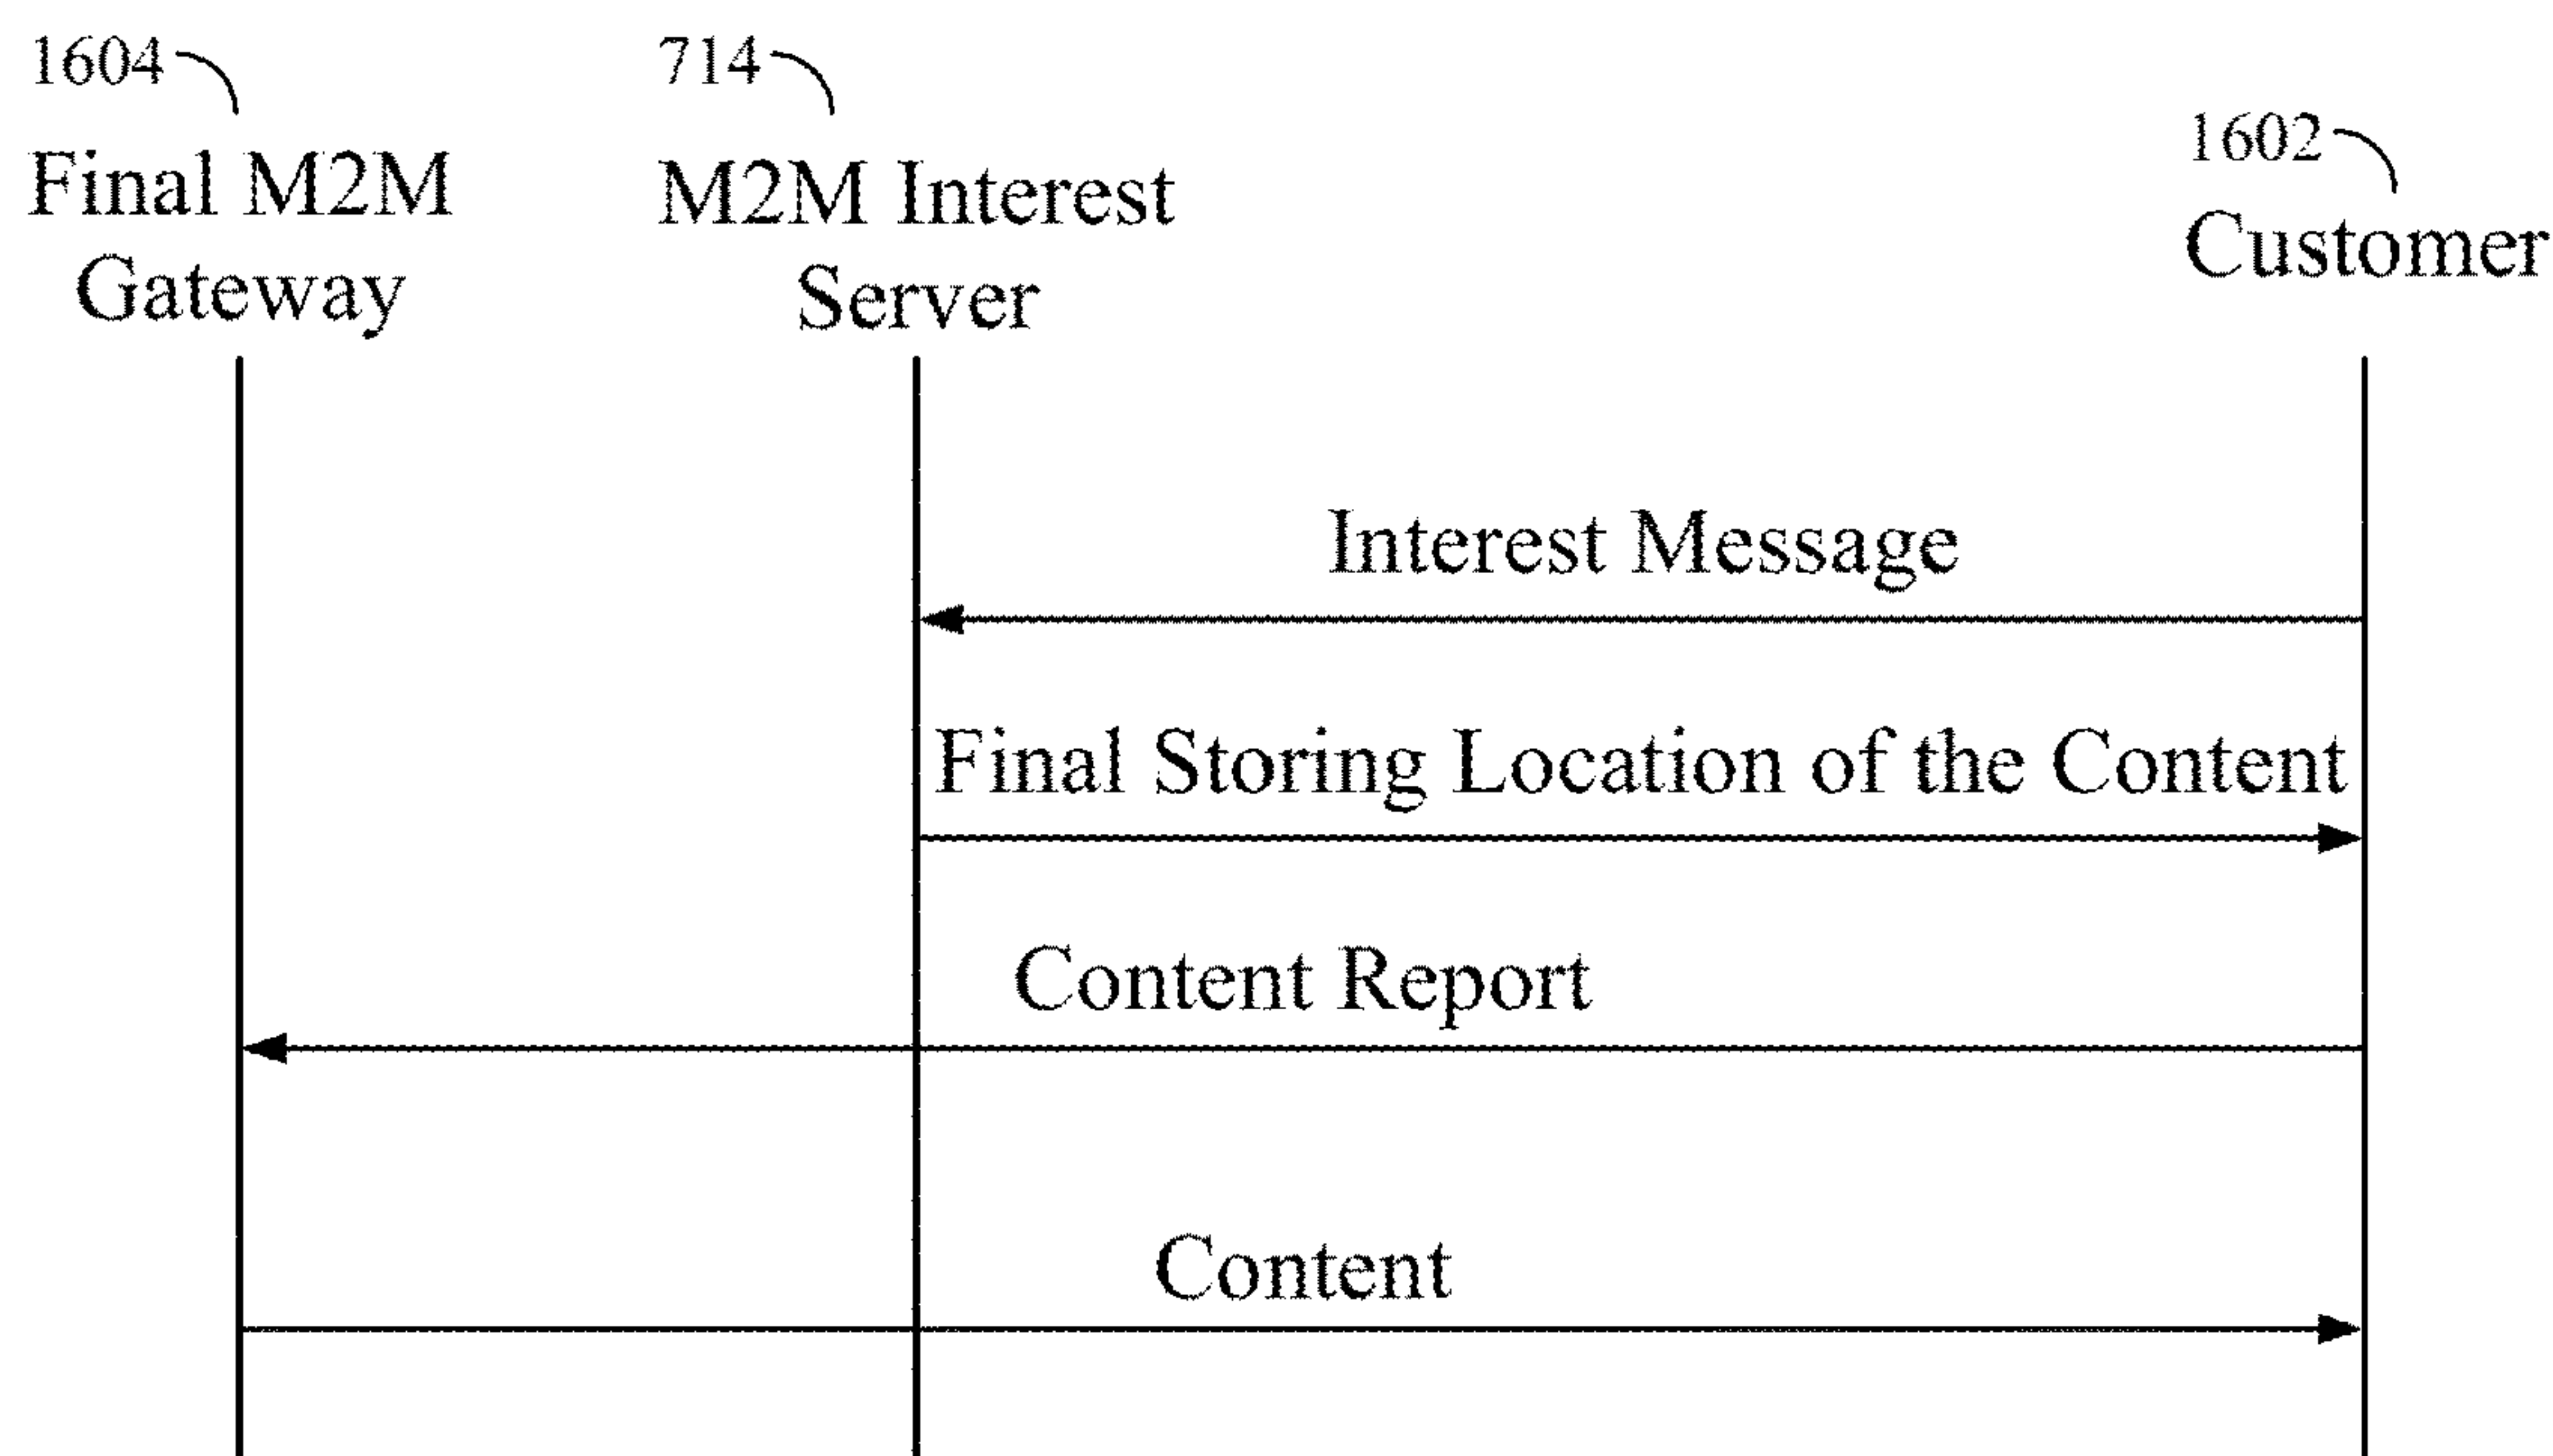 1604
Final M2M
Gateway
714
M2M Interest
Server
1602
Customer
Interest Message
Final Storing Location of the Content
Content Report
Content